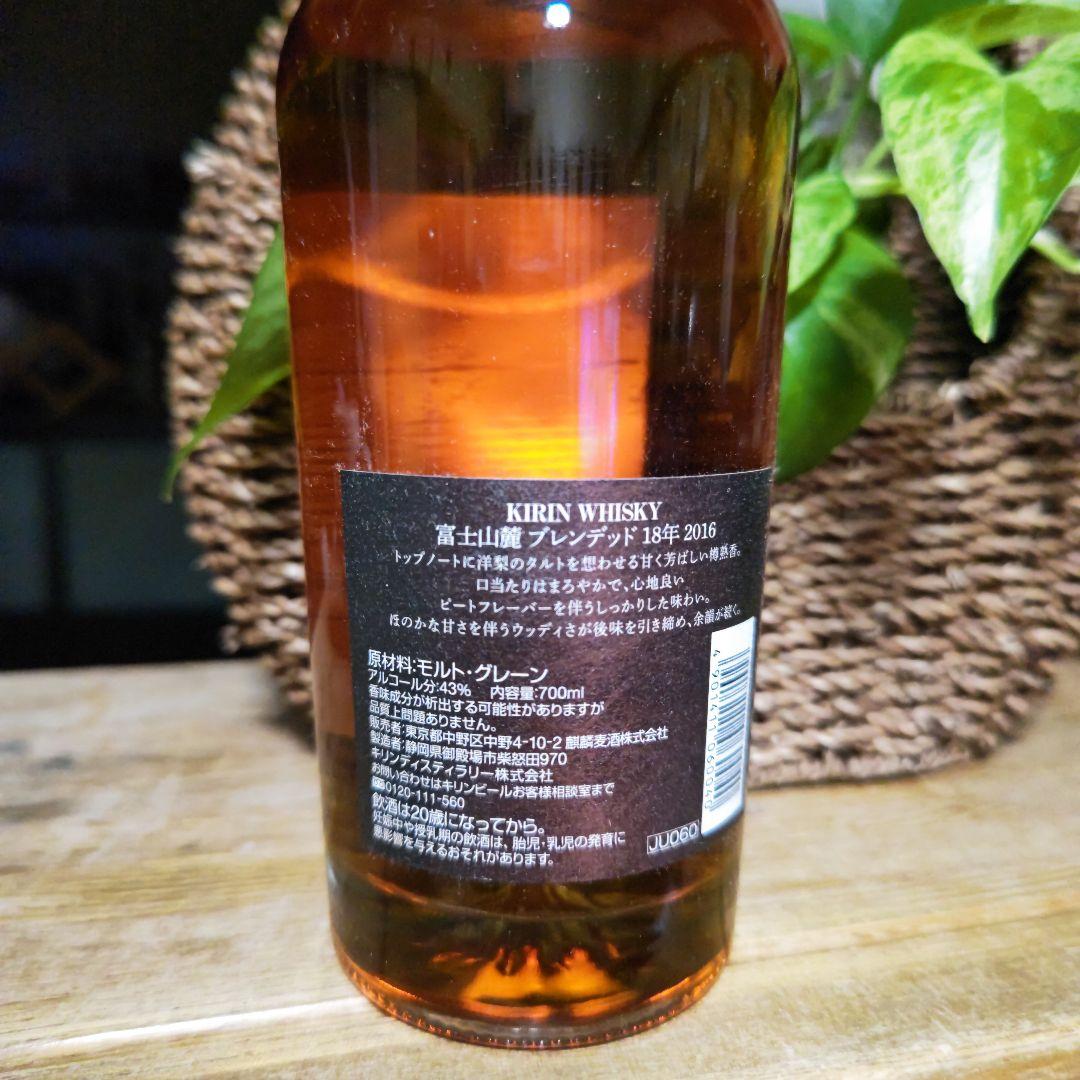 KIRIN WHISKY
富士山麓 ブレンデッド 18年 2016
トップノートに洋梨のタルトを想わせる甘く芳ばしい樽熟香。
口当たりはまろやかで、心地良い
ピートフレーバーを伴うしっかりした味わい。
ほのかな甘さを伴うウッディさが後味を引き締め、余韻が続く。
原材料:モルト・グレーン
アルコール分:43% 内容量:700ml
香味成分が析出する可能性がありますが
品質上問題ありません。
販売者:東京都中野区中野4-10-2 麒麟麦酒株式会社
製造者:静岡県御殿場市柴怒田970
キリンディスティラリー株式会社
お問い合わせはキリンビールお客様相談室まで
0120-111-560
飲酒は20歳になってから。
妊娠中や授乳期の飲酒は、胎児・乳児の発育に
悪影響を与えるおそれがあります。
JU060
4901411060040